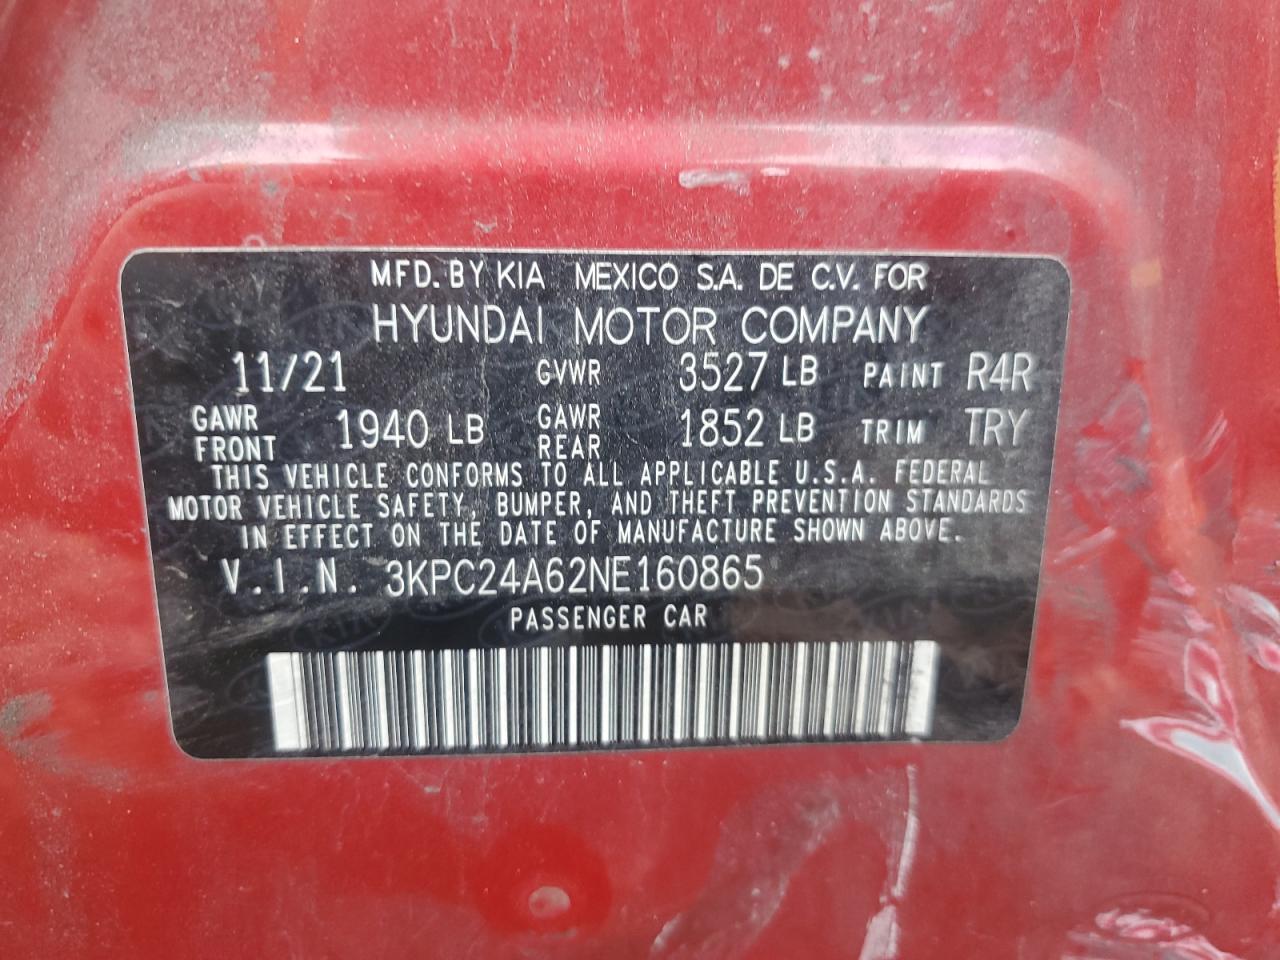 MFD. BY KIA MEXICO S.A. DE C.V. FOR
HYUNDAI MOTOR COMPANY
11/21 GVWR 3527 LB PAINT R4R
GAWR FRONT 1940 LB GAWR REAR 1852 LB TRIM TRY
THIS VEHICLE CONFORMS TO ALL APPLICABLE U.S.A. FEDERAL
MOTOR VEHICLE SAFETY, BUMPER, AND THEFT PREVENTION STANDARDS
IN EFFECT ON THE DATE OF MANUFACTURE SHOWN ABOVE.
V.I.N. 3KPC24A62NE160865
PASSENGER CAR